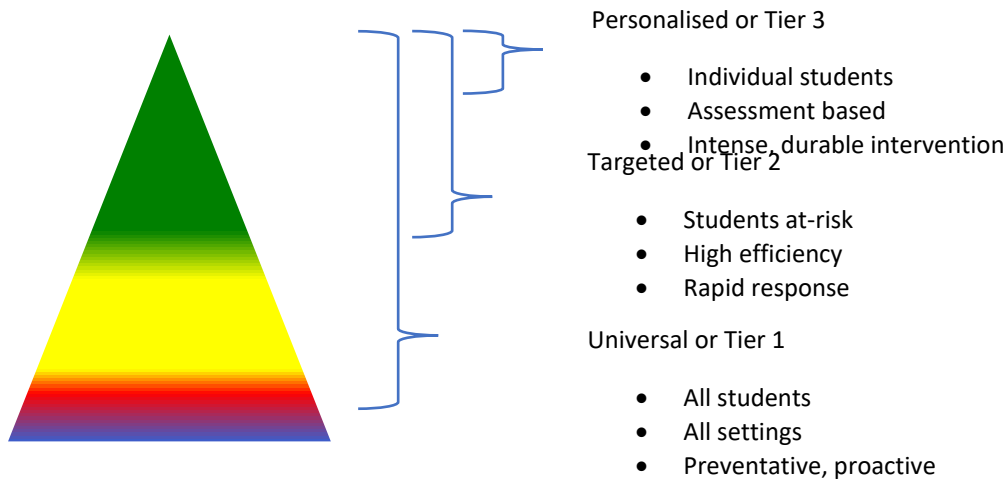 Personalised or Tier 3
• Individual students
• Assessment based
• Intense, durable intervention
Targeted or Tier 2
• Students at-risk
• High efficiency
• Rapid response
Universal or Tier 1
• All students
• All settings
• Preventative, proactive